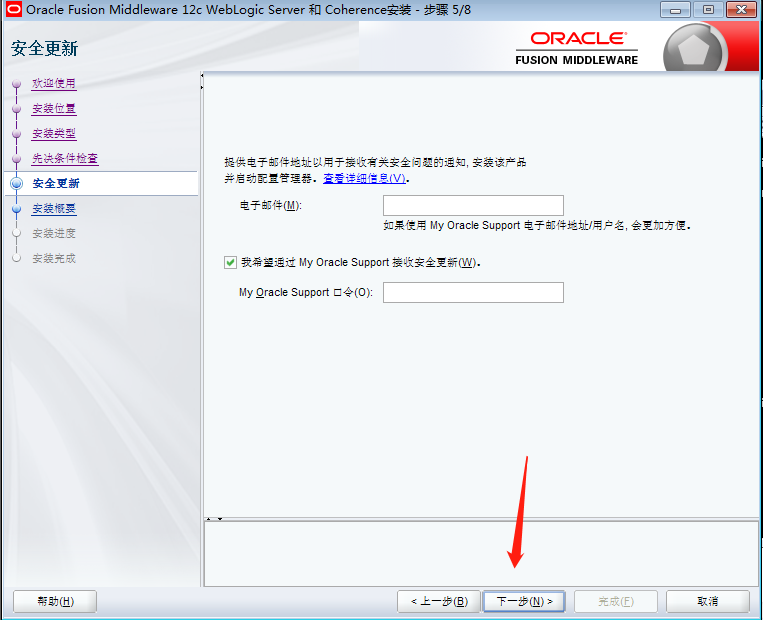 Oracle Fusion Middleware 12c WebLogic Server 和 Coherence安装 - 步骤 5/8
安全更新
ORACLE
FUSION MIDDLEWARE
欢迎使用
安装位置
安装类型
先决条件检查
安全更新
安装概要
安装进度
安装完成
提供电子邮件地址以用于接收有关安全问题的通知, 安装该产品
并启动配置管理器。查看详细信息(V)。
电子邮件(M):
如果使用 My Oracle Support 电子邮件地址/用户名, 会更加方便。
我希望通过 My Oracle Support 接收安全更新(W)。
My Oracle Support 口令(O):
帮助(H)
< 上一步(B)
下一步(N) >
完成(F)
取消